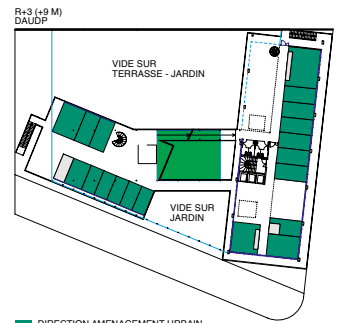 R+3 (+9 M)
DAUDP
VIDE SUR
TERRASSE - JARDIN
VIDE SUR
JARDIN
DIRECTION AMENAGEMENT URBAIN